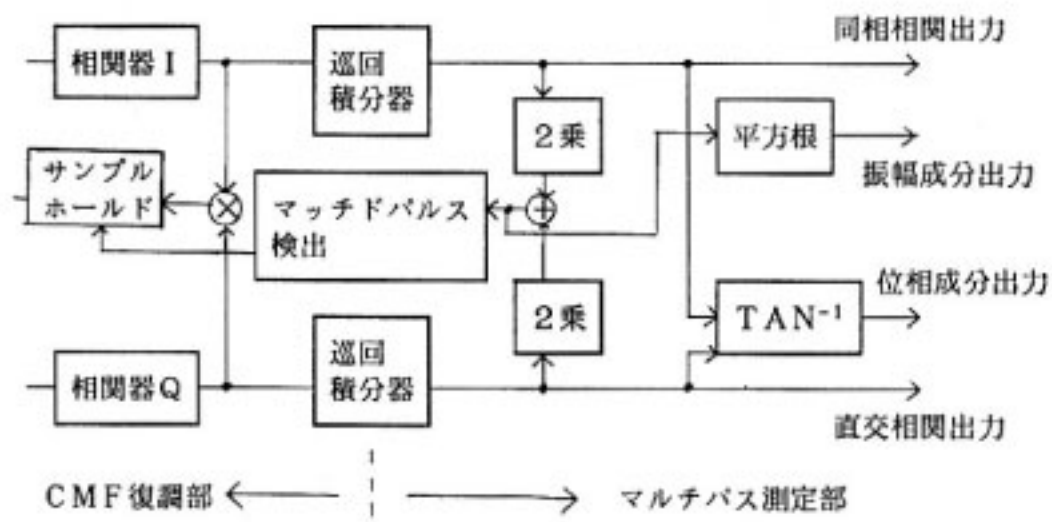 同相相関出力
相関器Ｉ
巡回
積分器
２乗
平方根
振幅成分出力
サンプル
ホールド
マッチドパルス
検出
位相成分出力
２乗
ＴＡＮ⁻¹
巡回
積分器
相関器Ｑ
直交相関出力
ＣＭＦ復調部
マルチパス測定部